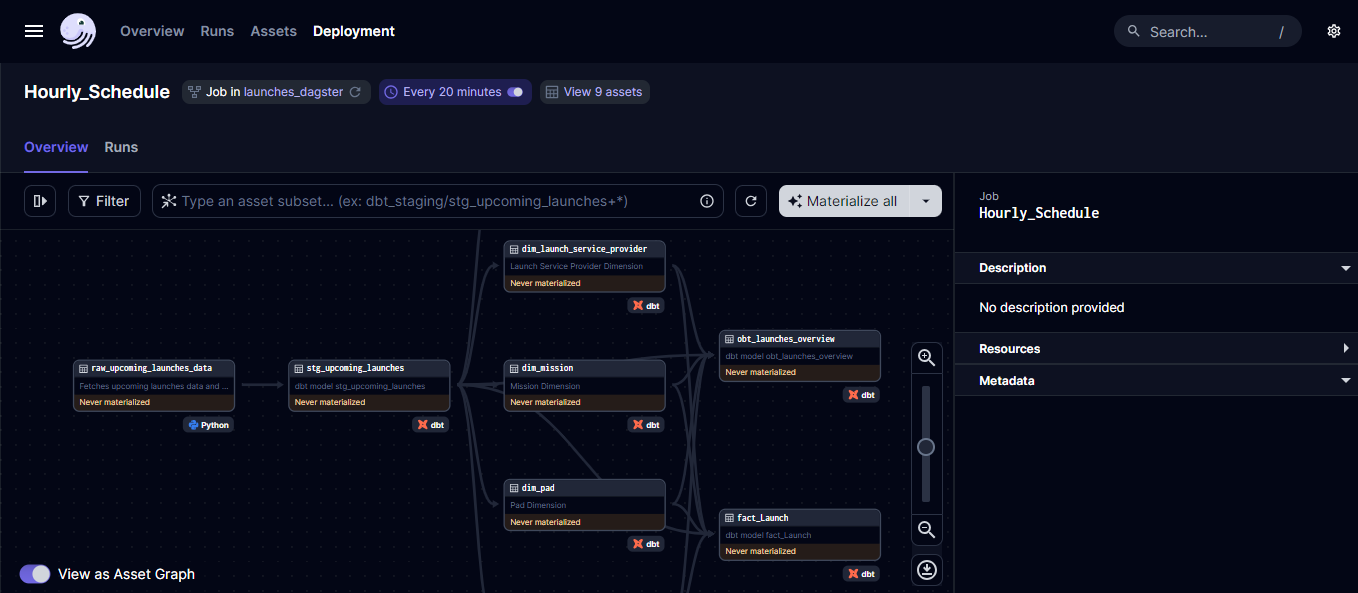 Overview Runs Assets Deployment Search... /
Hourly_Schedule Job in launches_dagster Every 20 minutes View 9 assets
Overview Runs
Filter Type an asset subset… (ex: dbt_staging/stg_upcoming_launches+*) Materialize all
Job
Hourly_Schedule
Description
No description provided
Resources
Metadata
dim_launch_service_provider
Launch Service Provider Dimension
Never materialized
dbt
raw_upcoming_launches_data
Fetches upcoming launches data and ...
Never materialized
Python
stg_upcoming_launches
dbt model stg_upcoming_launches
Never materialized
dbt
dim_mission
Mission Dimension
Never materialized
dbt
obt_launches_overview
dbt model obt_launches_overview
Never materialized
dbt
dim_pad
Pad Dimension
Never materialized
dbt
fact_Launch
dbt model fact_Launch
Never materialized
dbt
View as Asset Graph